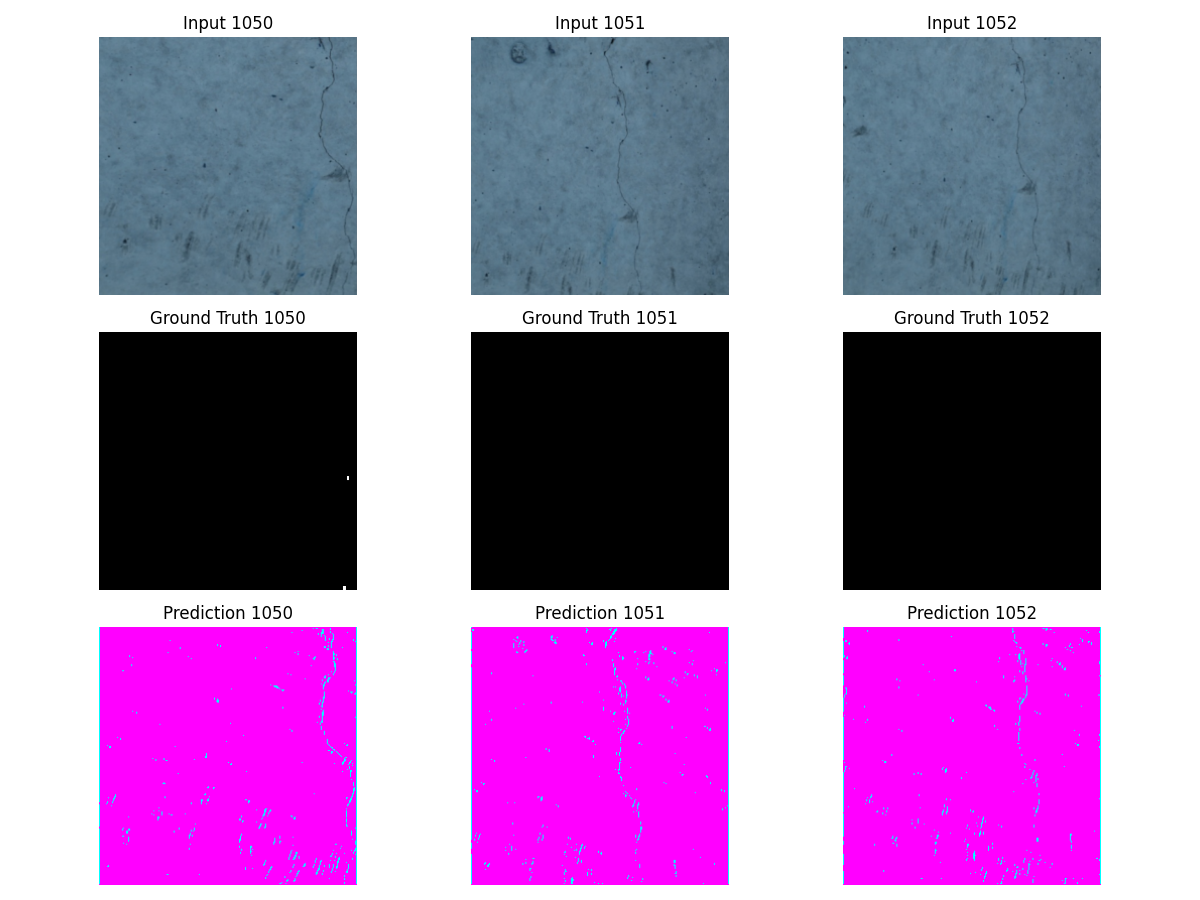 Input 1050
Input 1051
Input 1052
Ground Truth 1050
Ground Truth 1051
Ground Truth 1052
Prediction 1050
Prediction 1051
Prediction 1052